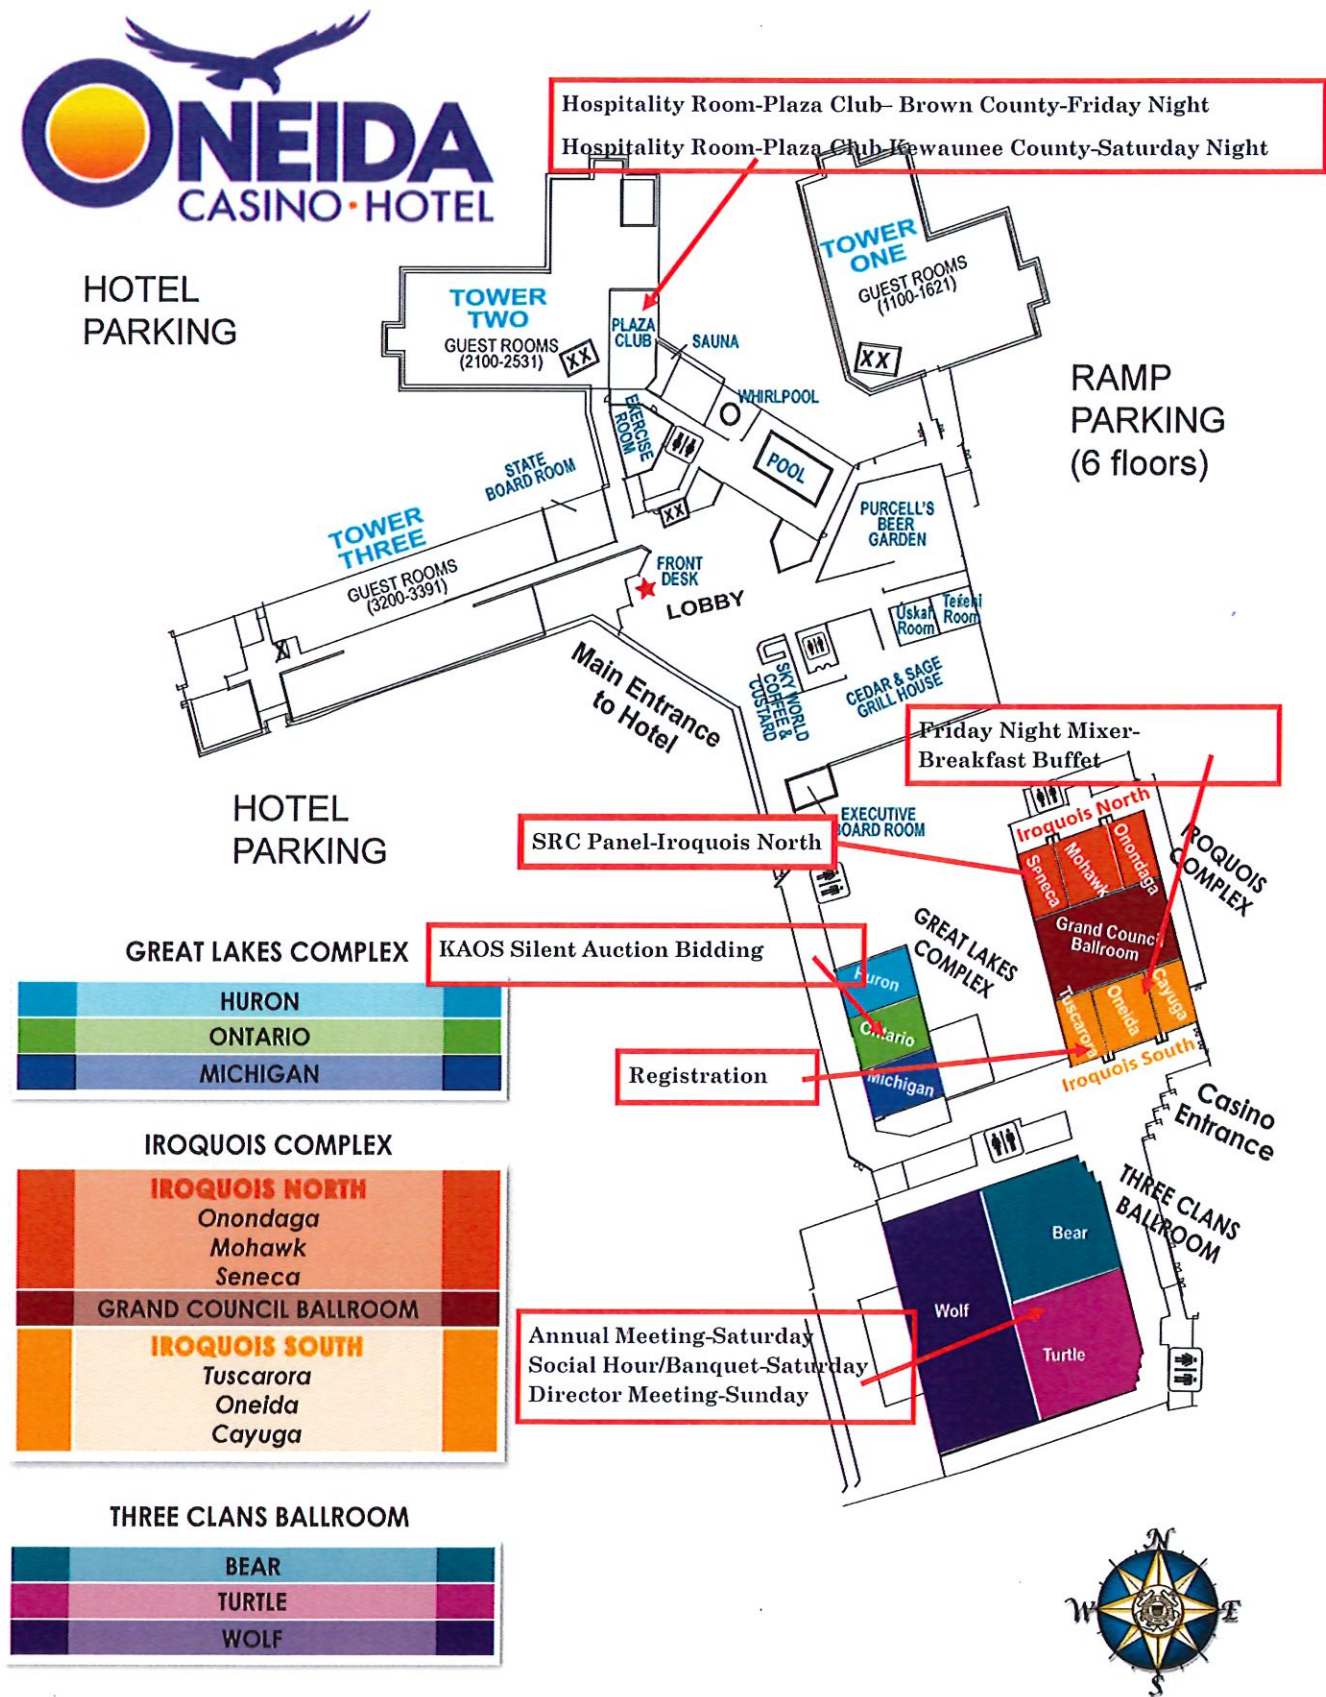 ONEIDA
CASINO • HOTEL
Hospitality Room-Plaza Club– Brown County-Friday Night
Hospitality Room-Plaza Club-Kewaunee County-Saturday Night
HOTEL
PARKING
TOWER
TWO
GUEST ROOMS
(2100-2531)
XX
PLAZA
CLUB
SAUNA
WHIRLPOOL
POOL
EXERCISE
ROOM
TOWER
ONE
GUEST ROOMS
(1100-1621)
XX
RAMP
PARKING
(6 floors)
STATE
BOARD ROOM
XX
TOWER
THREE
GUEST ROOMS
(3200-3391)
X
FRONT
DESK
LOBBY
PURCELL'S
BEER
GARDEN
Uskah
Room
Tekeni
Room
SKY WORLD
COFFEE &
CUSTARD
CEDAR & SAGE
GRILL HOUSE
Main Entrance
to Hotel
Friday Night Mixer-
Breakfast Buffet
HOTEL
PARKING
EXECUTIVE
BOARD ROOM
SRC Panel-Iroquois North
Iroquois North
Seneca
Mohawk
Onondaga
IROQUOIS
COMPLEX
Grand Council
Ballroom
Tuscarora
Oneida
Cayuga
Iroquois South
KAOS Silent Auction Bidding
GREAT LAKES
COMPLEX
Huron
Ontario
Michigan
Registration
Casino
Entrance
THREE CLANS
BALLROOM
Bear
Wolf
Turtle
Annual Meeting-Saturday
Social Hour/Banquet-Saturday
Director Meeting-Sunday
GREAT LAKES COMPLEX
HURON
ONTARIO
MICHIGAN
IROQUOIS COMPLEX
IROQUOIS NORTH
Onondaga
Mohawk
Seneca
GRAND COUNCIL BALLROOM
IROQUOIS SOUTH
Tuscarora
Oneida
Cayuga
THREE CLANS BALLROOM
BEAR
TURTLE
WOLF
N
W E
S